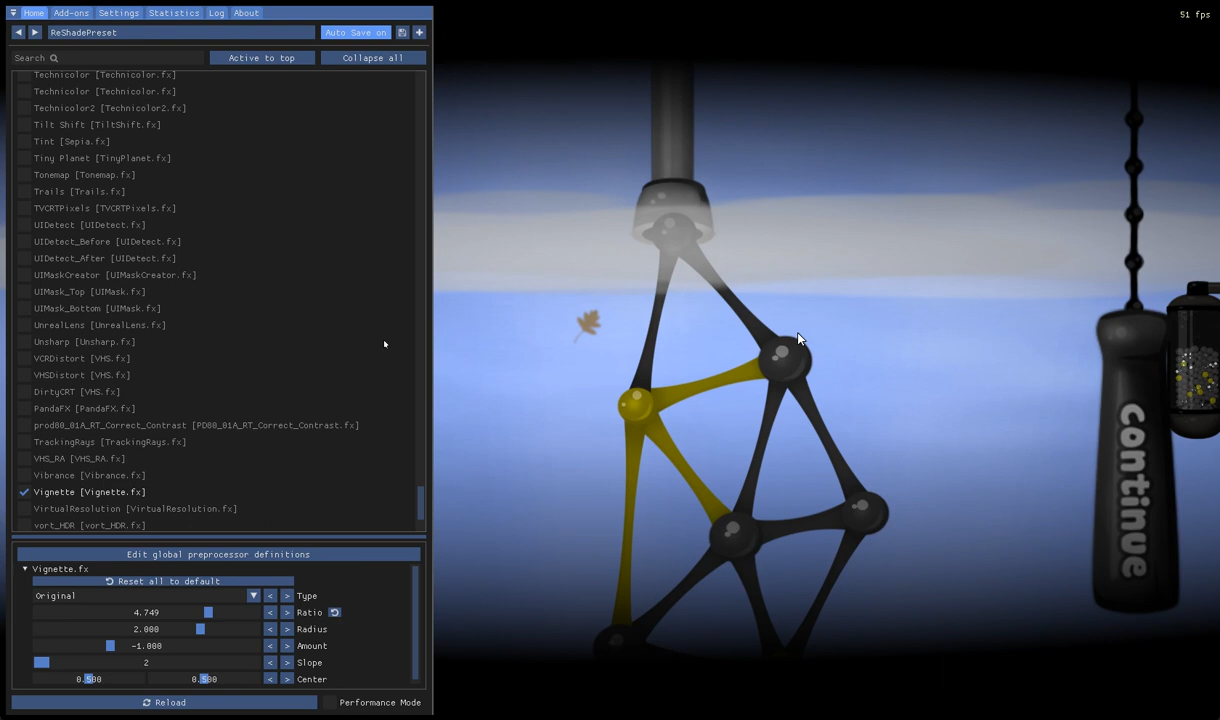 Home Add-ons Settings Statistics Log About
51 fps
ReShadePreset Auto Save on
Search Active to top Collapse all
Technicolor [Technicolor.fx]
Technicolor [Technicolor.fx]
Technicolor2 [Technicolor2.fx]
Tilt Shift [TiltShift.fx]
Tint [Sepia.fx]
Tiny Planet [TinyPlanet.fx]
Tonemap [Tonemap.fx]
Trails [Trails.fx]
TVCRTPixels [TVCRTPixels.fx]
UIDetect [UIDetect.fx]
UIDetect_Before [UIDetect.fx]
UIDetect_After [UIDetect.fx]
UIMaskCreator [UIMaskCreator.fx]
UIMask_Top [UIMask.fx]
UIMask_Bottom [UIMask.fx]
UnrealLens [UnrealLens.fx]
Unsharp [Unsharp.fx]
VCRDistort [VHS.fx]
VHSDistort [VHS.fx]
DirtyCRT [VHS.fx]
PandaFX [PandaFX.fx]
prod80_01A_RT_Correct_Contrast [PD80_01A_RT_Correct_Contrast.fx]
TrackingRays [TrackingRays.fx]
VHS_RA [VHS_RA.fx]
Vibrance [Vibrance.fx]
Vignette [Vignette.fx]
VirtualResolution [VirtualResolution.fx]
vort_HDR [vort_HDR.fx]
Edit global preprocessor definitions
Vignette.fx
Reset all to default
Original < > Type
4.749 < > Ratio
2.000 < > Radius
-1.000 < > Amount
2 < > Slope
0.500 0.500 < > Center
Reload Performance Mode
continue